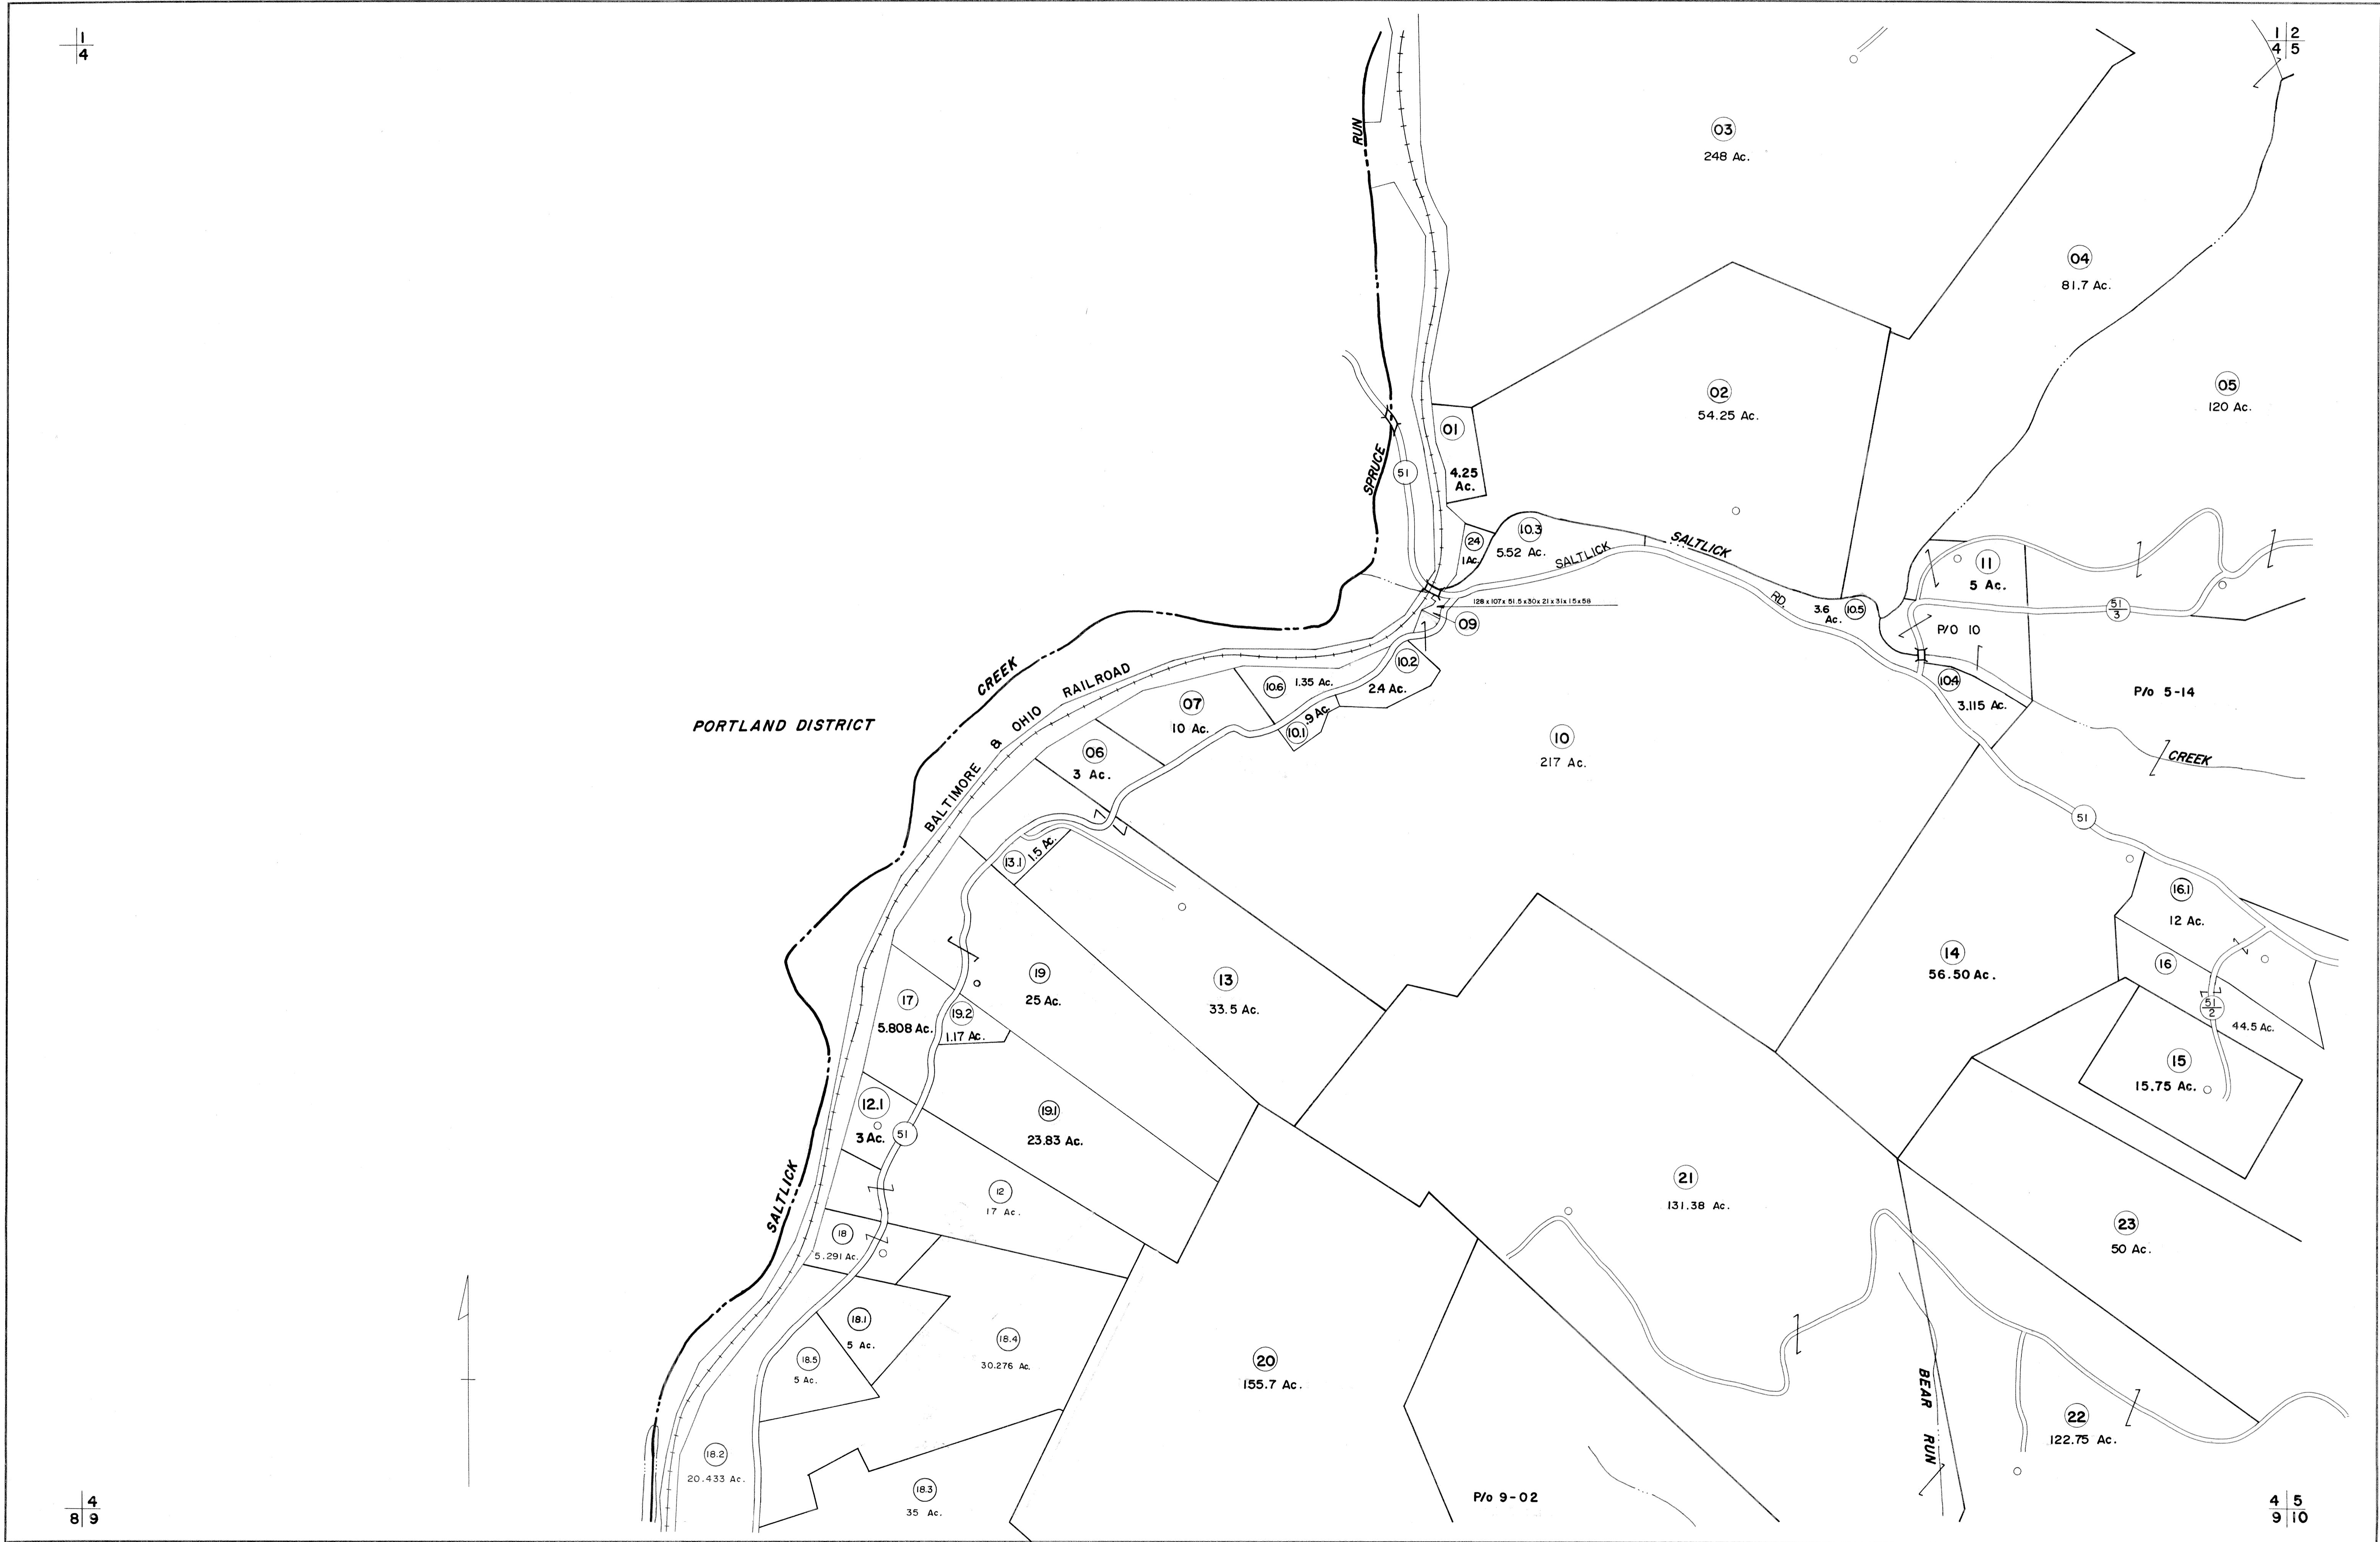 1
4
1 2
4 5
RUN
03
248 Ac.
04
81.7 Ac.
05
120 Ac.
02
54.25 Ac.
01
4.25
Ac.
SPRUCE
51
24
1 Ac.
10.3
5.52 Ac.
SALTLICK
SALTLICK
RD.
3.6
Ac.
10.5
11
5 Ac.
51
3
P/O 10
128 x 107 x 51.5 x 30 x 21 x 31 x 15 x 58
09
10.2
2.4 Ac.
10.6
1.35 Ac.
10.1
.9 Ac.
10.4
3.115 Ac.
P/o 5-14
CREEK
CREEK
BALTIMORE & OHIO RAILROAD
PORTLAND DISTRICT
07
10 Ac.
06
3 Ac.
10
217 Ac.
51
13.1
1.5 Ac.
16.1
12 Ac.
16
51
2
44.5 Ac.
14
56.50 Ac.
15
15.75 Ac.
19
25 Ac.
13
33.5 Ac.
17
5.808 Ac.
19.2
1.17 Ac.
12.1
3 Ac.
51
19.1
23.83 Ac.
12
17 Ac.
SALTLICK
18
5.291 Ac.
21
131.38 Ac.
23
50 Ac.
18.1
5 Ac.
18.4
30.276 Ac.
18.5
5 Ac.
20
155.7 Ac.
BEAR RUN
22
122.75 Ac.
18.2
20.433 Ac.
18.3
35 Ac.
P/o 9-02
4
8 9
4 5
9 10